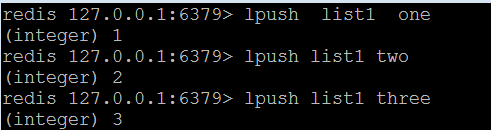 redis 127.0.0.1:6379> lpush  list1  one
(integer) 1
redis 127.0.0.1:6379> lpush list1 two
(integer) 2
redis 127.0.0.1:6379> lpush list1 three
(integer) 3